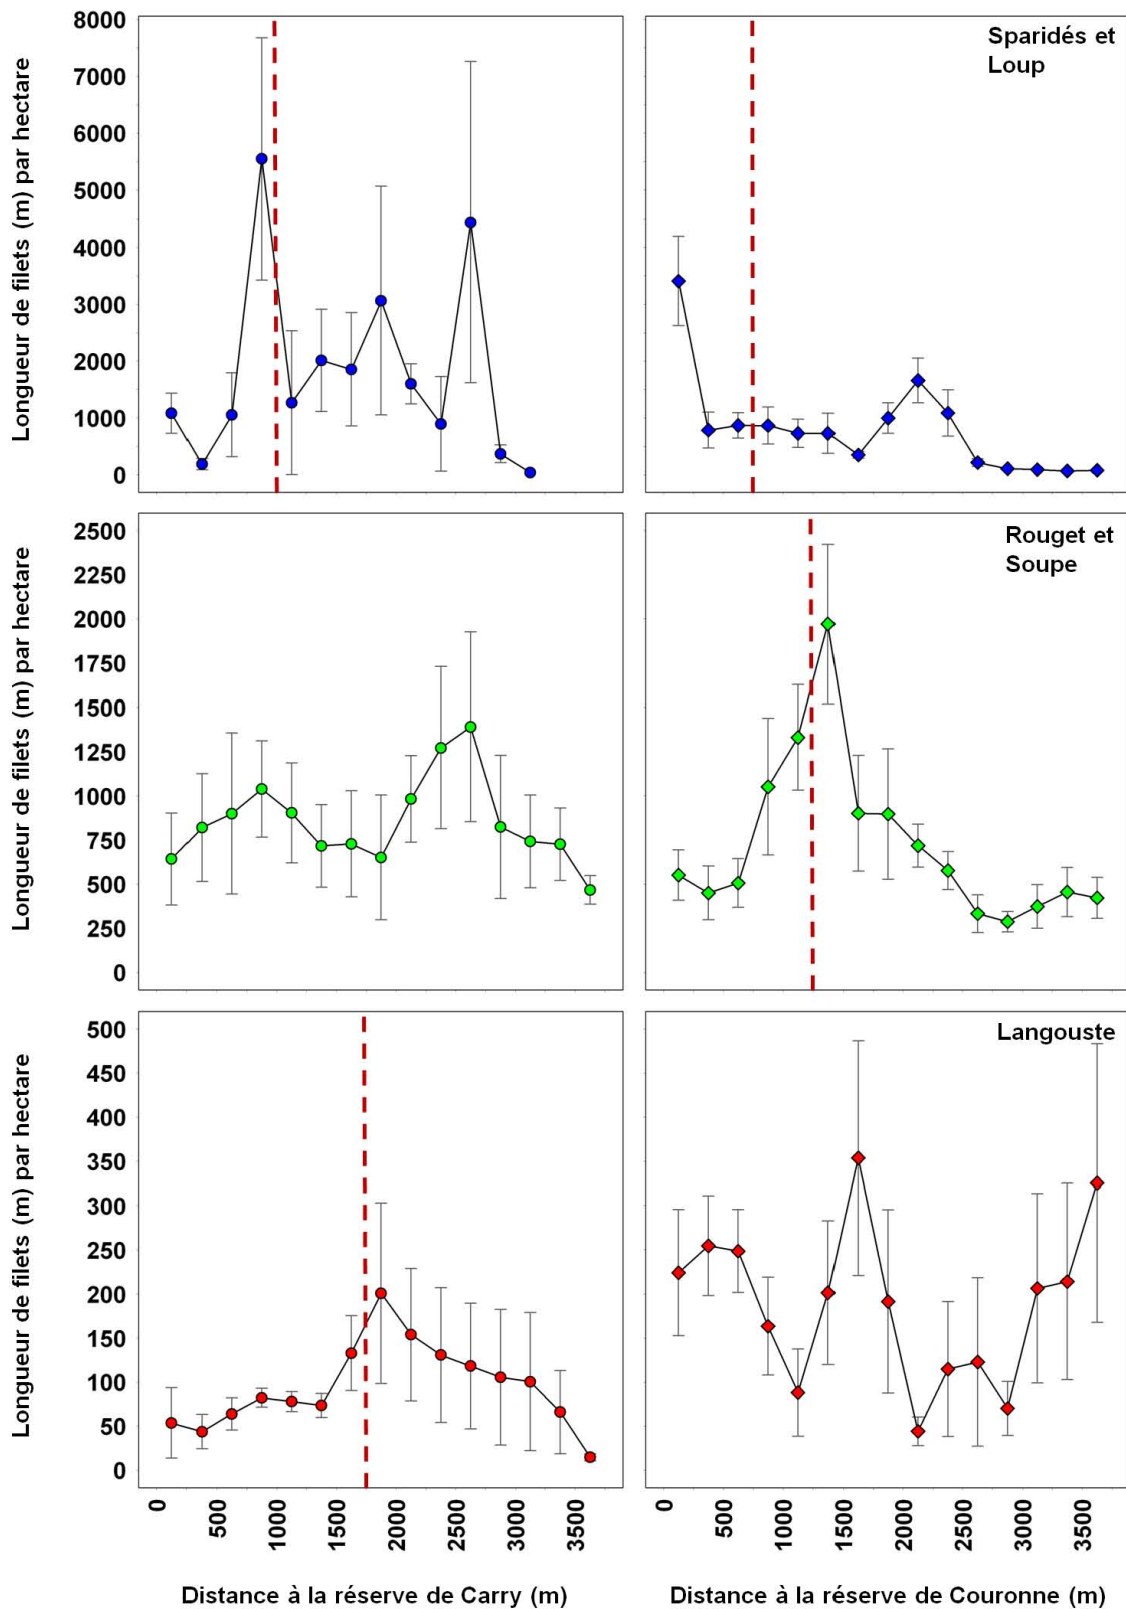 Longueur de filets (m) par hectare
8000
7000
6000
5000
4000
3000
2000
1000
0
Sparidés et
Loup
Longueur de filets (m) par hectare
2500
2250
2000
1750
1500
1250
1000
750
500
250
0
Rouget et
Soupe
Longueur de filets (m) par hectare
500
450
400
350
300
250
200
150
100
50
0
Langouste
0 500 1000 1500 2000 2500 3000 3500
0 500 1000 1500 2000 2500 3000 3500
Distance à la réserve de Carry (m)
Distance à la réserve de Couronne (m)